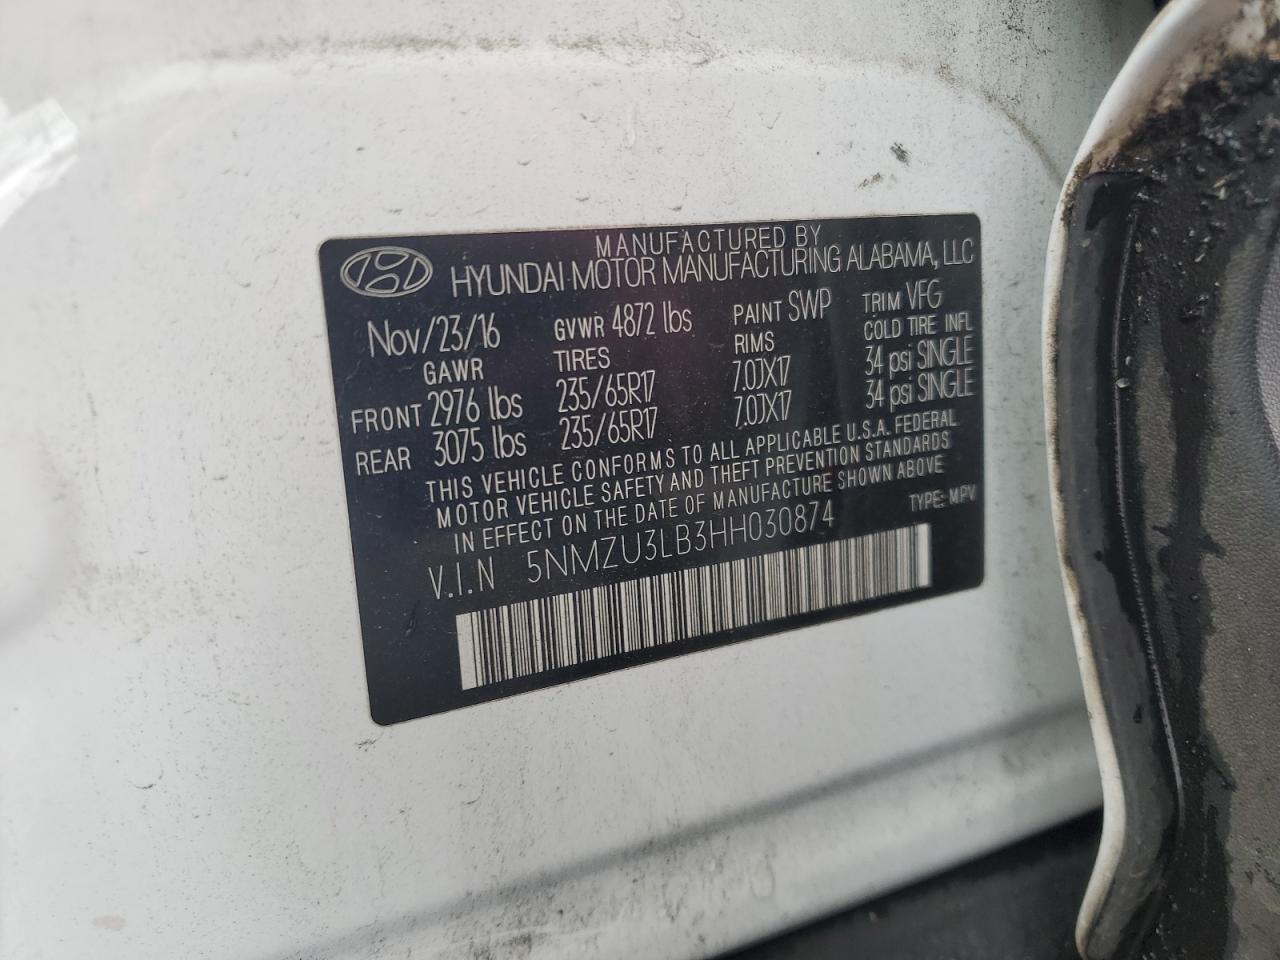 MANUFACTURED BY
HYUNDAI MOTOR MANUFACTURING ALABAMA, LLC
Nov/23/16 GVWR 4872 lbs PAINT SWP TRIM VFG
GAWR TIRES RIMS COLD TIRE INFL
FRONT 2976 lbs 235/65R17 7.0JX17 34 psi SINGLE
REAR 3075 lbs 235/65R17 7.0JX17 34 psi SINGLE
THIS VEHICLE CONFORMS TO ALL APPLICABLE U.S.A. FEDERAL
MOTOR VEHICLE SAFETY AND THEFT PREVENTION STANDARDS
IN EFFECT ON THE DATE OF MANUFACTURE SHOWN ABOVE
V.I.N 5NMZU3LB3HH030874 TYPE: MPV